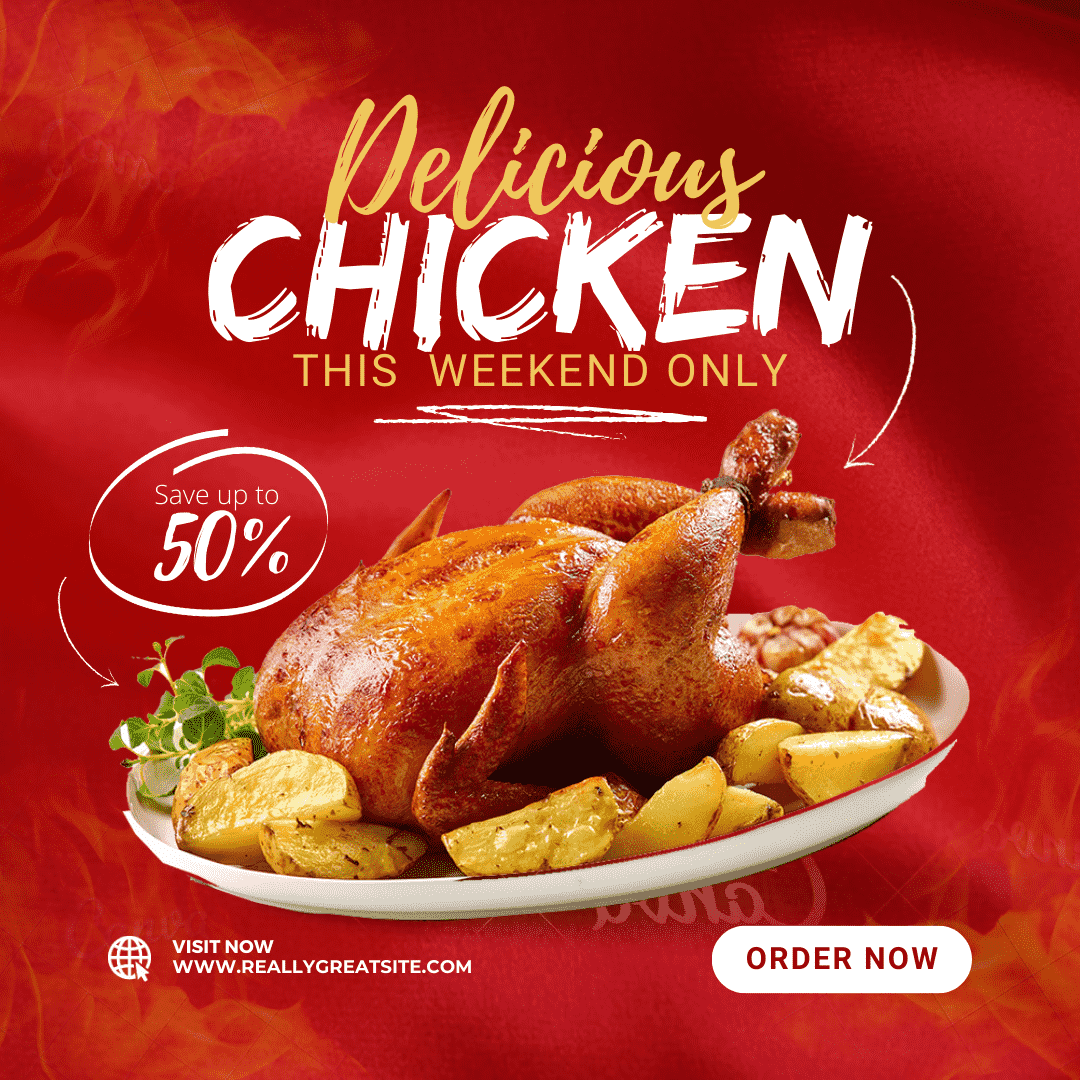 Delicious
CHICKEN
THIS WEEKEND ONLY
Save up to
50%
VISIT NOW
WWW.REALLYGREATSITE.COM
ORDER NOW